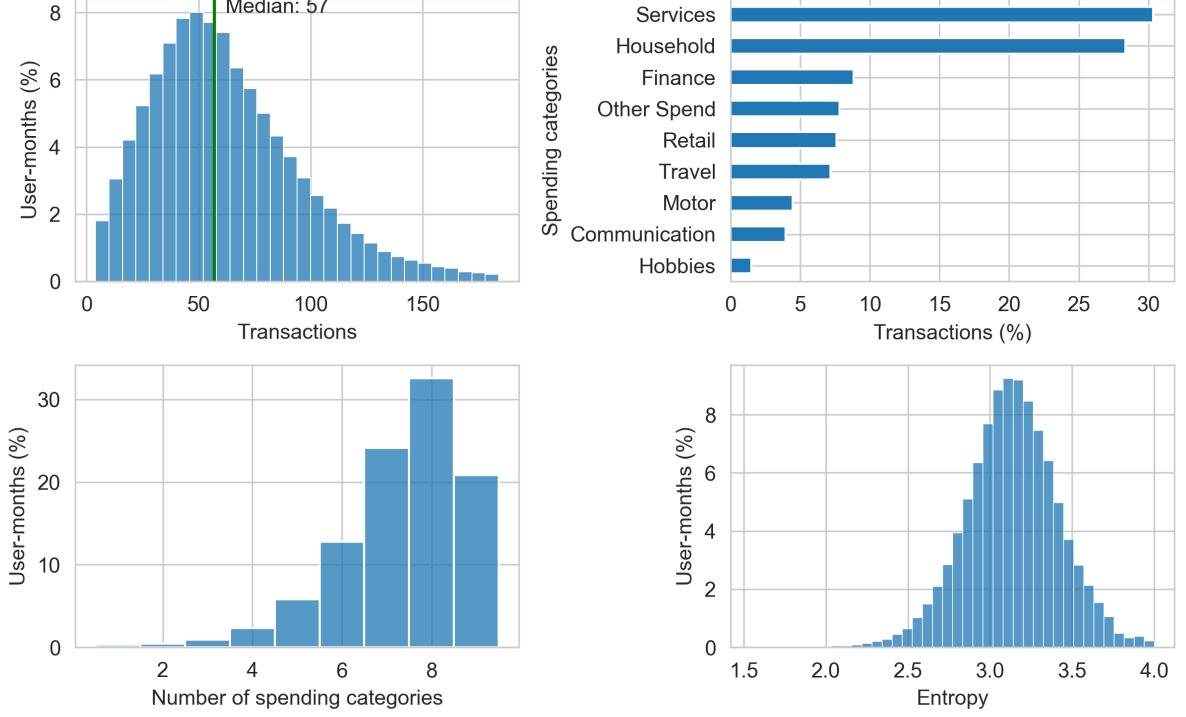 Median: 57
8
6
4
2
0
User-months (%)
0 50 100 150
Transactions
Spending categories
Services
Household
Finance
Other Spend
Retail
Travel
Motor
Communication
Hobbies
0 5 10 15 20 25 30
Transactions (%)
30
20
10
0
User-months (%)
2 4 6 8
Number of spending categories
8
6
4
2
0
User-months (%)
1.5 2.0 2.5 3.0 3.5 4.0
Entropy